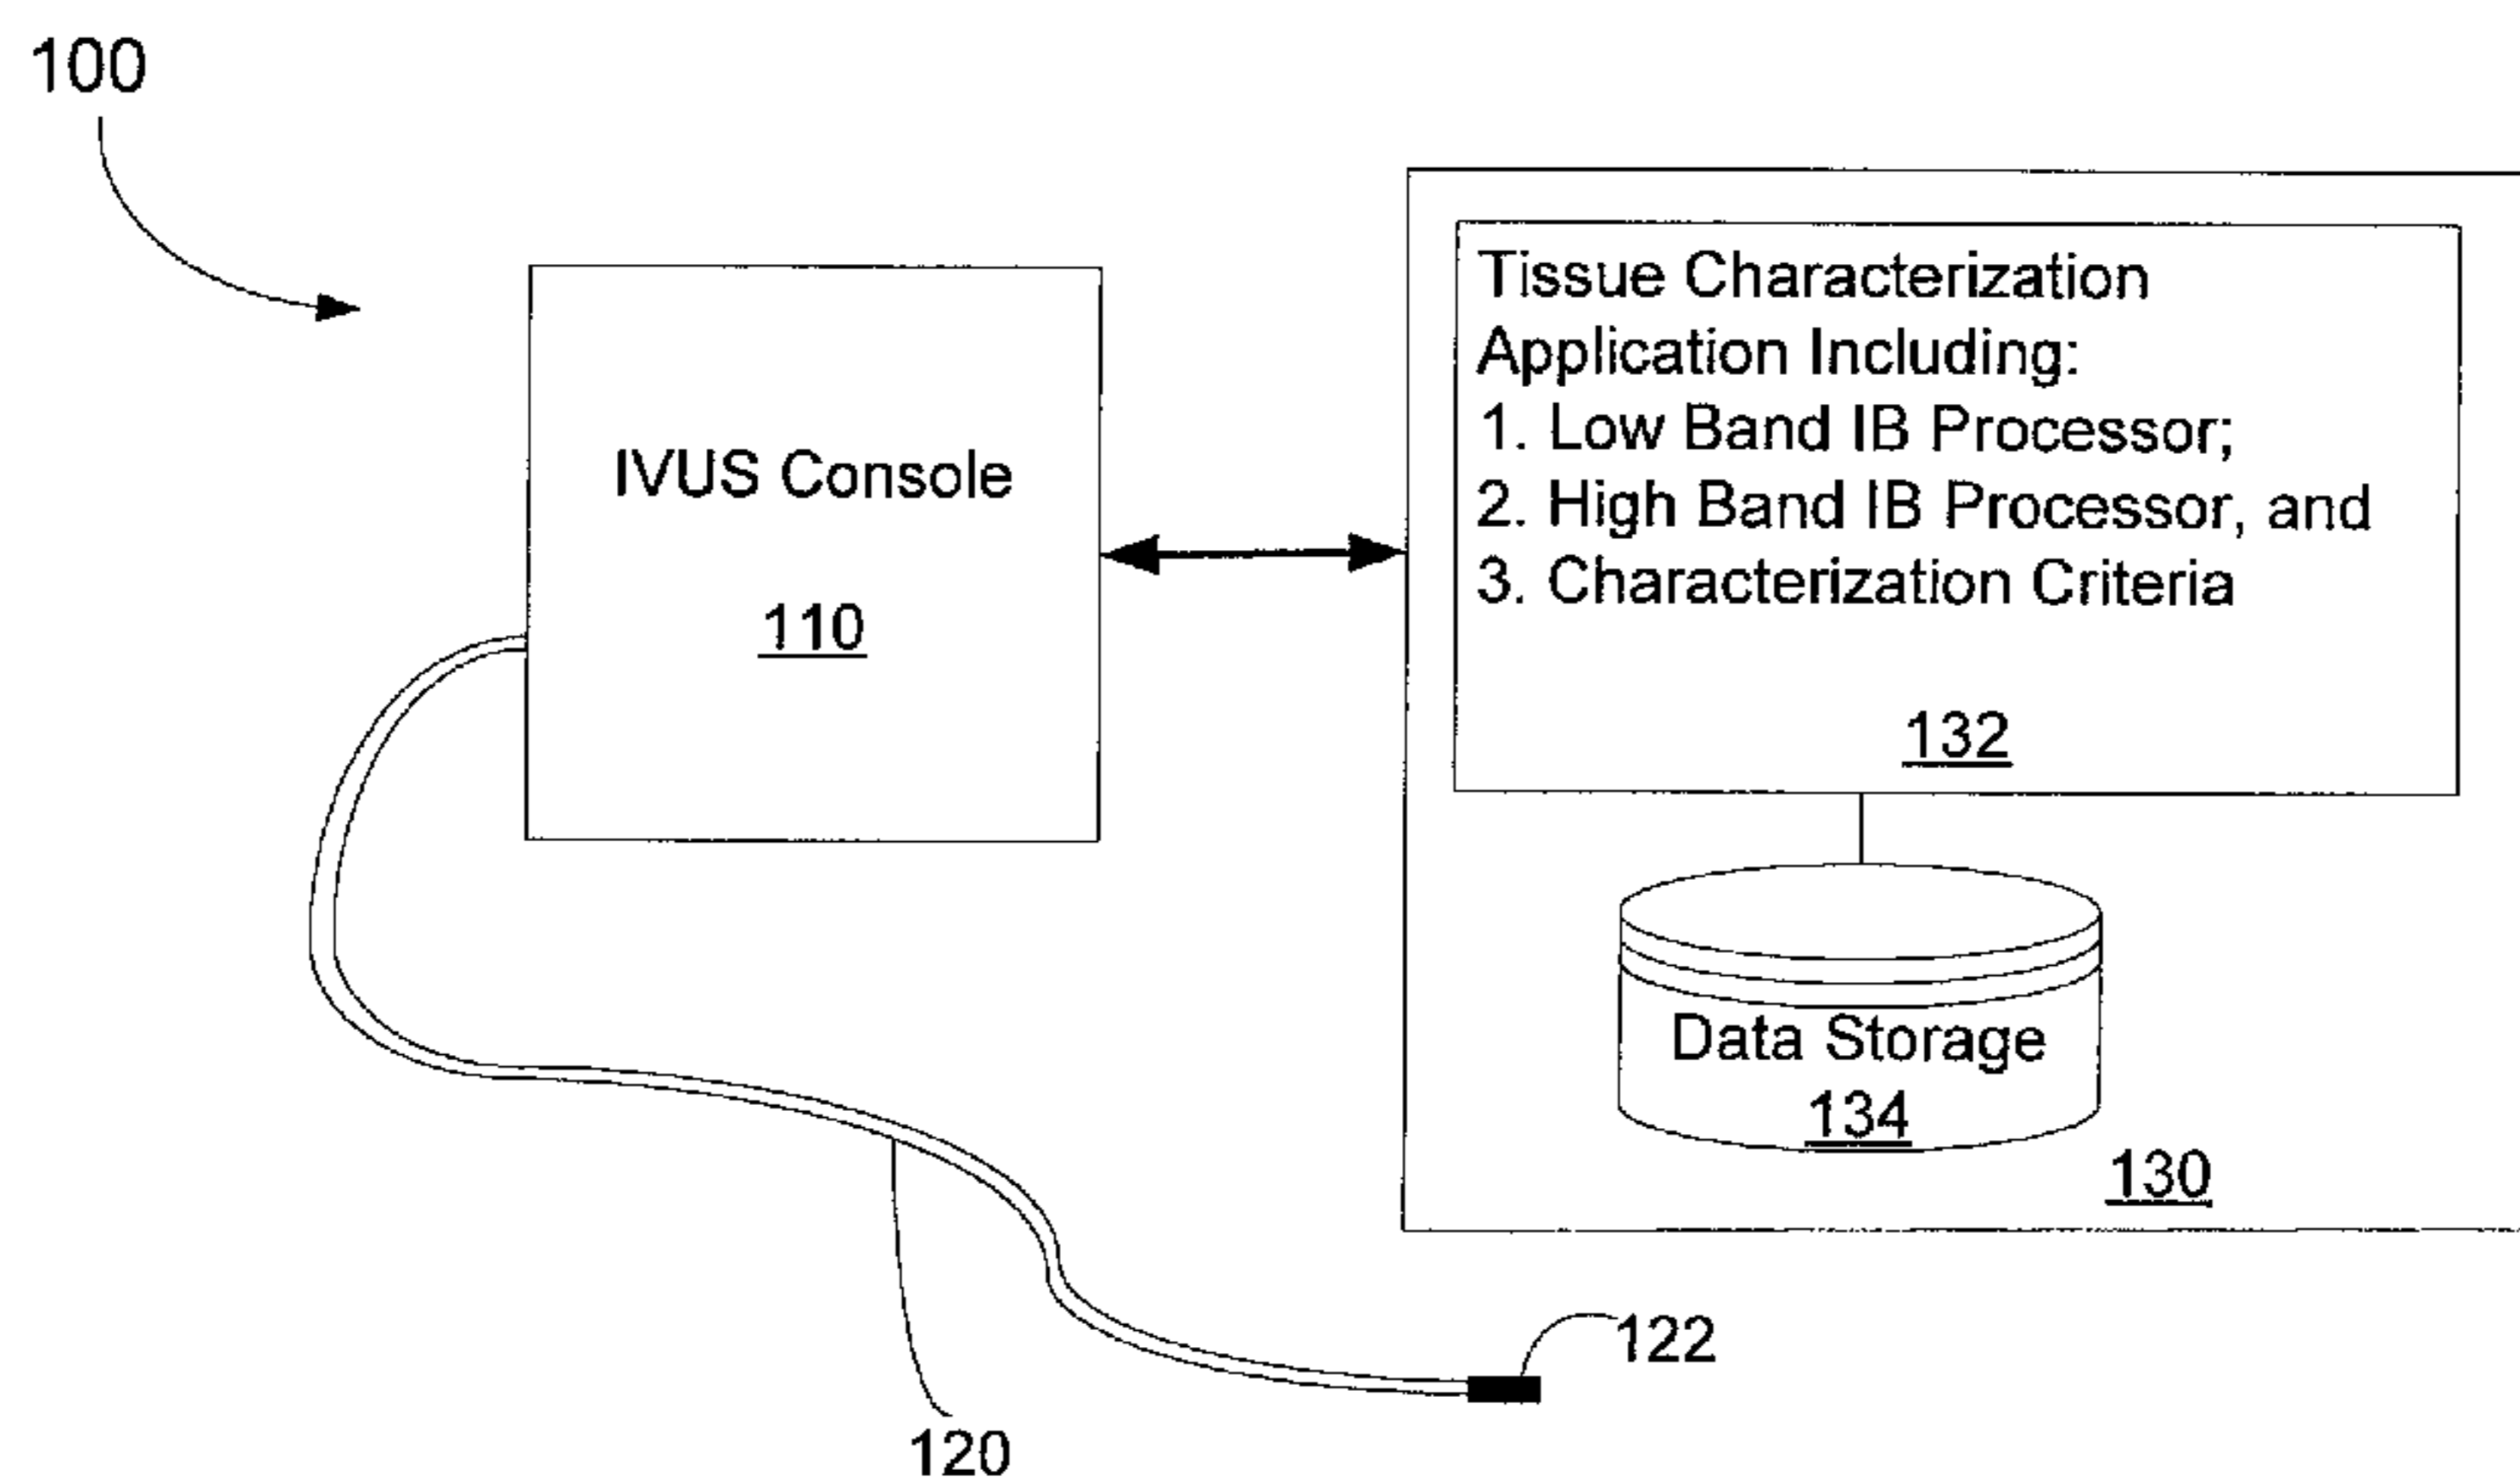 100
IVUS Console
110
Tissue Characterization
Application Including:
1. Low Band IB Processor;
2. High Band IB Processor, and
3. Characterization Criteria
132
Data Storage
134
130
122
120